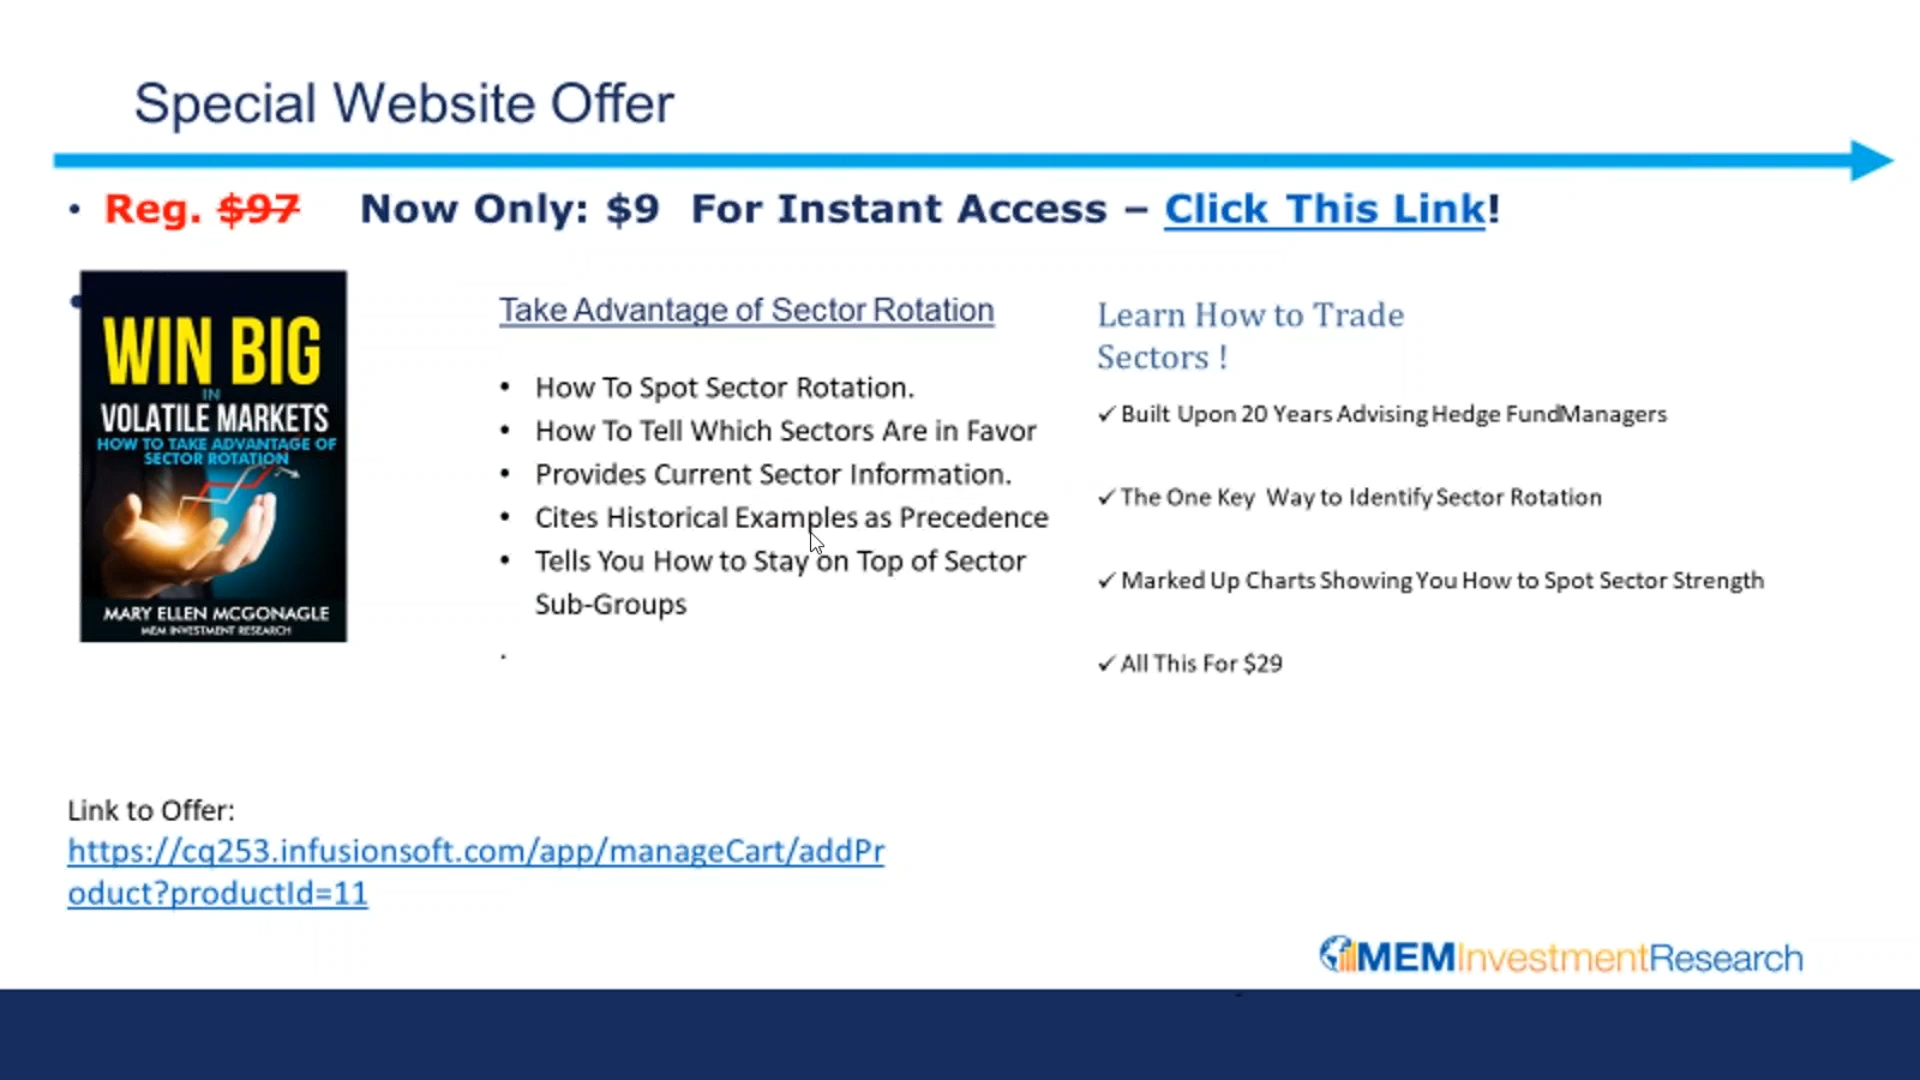 Special Website Offer
• Reg. $97 Now Only: $9 For Instant Access – Click This Link!
WIN BIG
IN
VOLATILE MARKETS
HOW TO TAKE ADVANTAGE OF
SECTOR ROTATION
MARY ELLEN MCGONAGLE
MEM INVESTMENT RESEARCH
Take Advantage of Sector Rotation
• How To Spot Sector Rotation.
• How To Tell Which Sectors Are in Favor
• Provides Current Sector Information.
• Cites Historical Examples as Precedence
• Tells You How to Stay on Top of Sector
Sub-Groups
.
Learn How to Trade
Sectors !
✓ Built Upon 20 Years Advising Hedge FundManagers
✓ The One Key Way to Identify Sector Rotation
✓ Marked Up Charts Showing You How to Spot Sector Strength
✓ All This For $29
Link to Offer:
https://cq253.infusionsoft.com/app/manageCart/addPr
oduct?productId=11
MEMInvestmentResearch